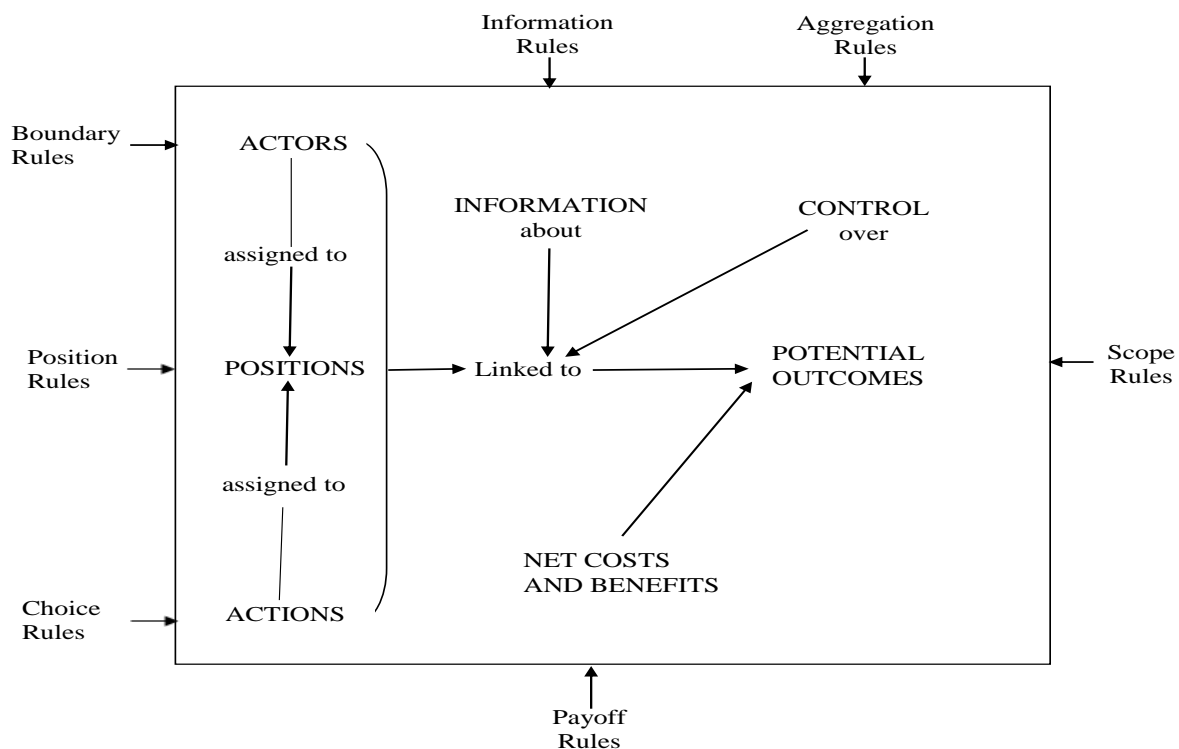 Information
Rules
Aggregation
Rules
Boundary
Rules
ACTORS
INFORMATION
about
CONTROL
over
assigned to
Position
Rules
POSITIONS
Linked to
POTENTIAL
OUTCOMES
Scope
Rules
assigned to
NET COSTS
AND BENEFITS
Choice
Rules
ACTIONS
Payoff
Rules